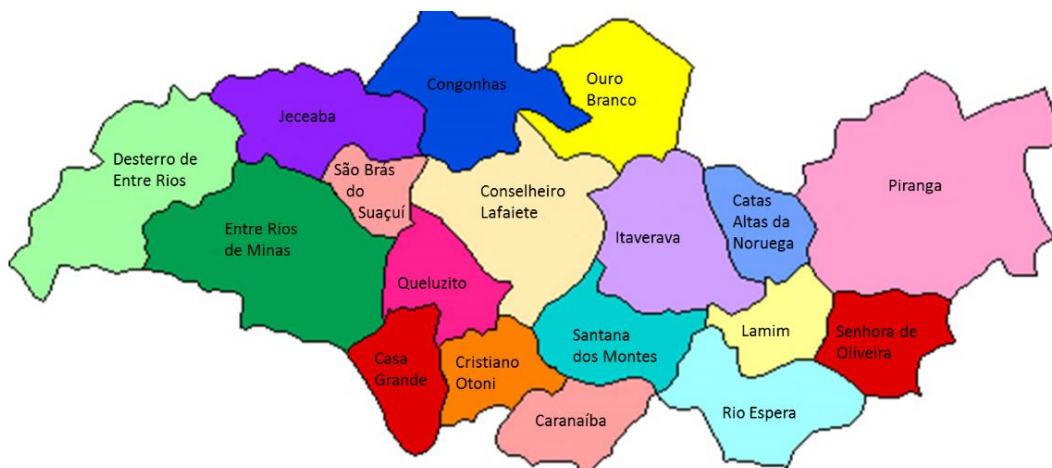 Congonhas
Ouro
Branco
Jeceaba
Desterro de
Entre Rios
São Brás
do
Suaçuí
Conselheiro
Lafaiete
Piranga
Catas
Altas da
Noruega
Itaverava
Entre Rios
de Minas
Queluzito
Santana
dos Montes
Lamim
Senhora de
Oliveira
Casa
Grande
Cristiano
Otoni
Caranaíba
Rio Espera